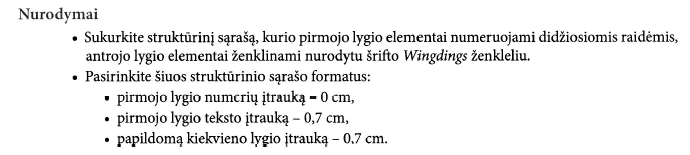 Nurodymai
• Sukurkite struktūrinį sąrašą, kurio pirmojo lygio elementai numeruojami didžiosiomis raidėmis,
antrojo lygio elementai ženklinami nurodytu šrifto Wingdings ženkleliu.
• Pasirinkite šiuos struktūrinio sąrašo formatus:
• pirmojo lygio numerių įtrauką – 0 cm,
• pirmojo lygio teksto įtrauką – 0,7 cm,
• papildomą kiekvieno lygio įtrauką – 0,7 cm.